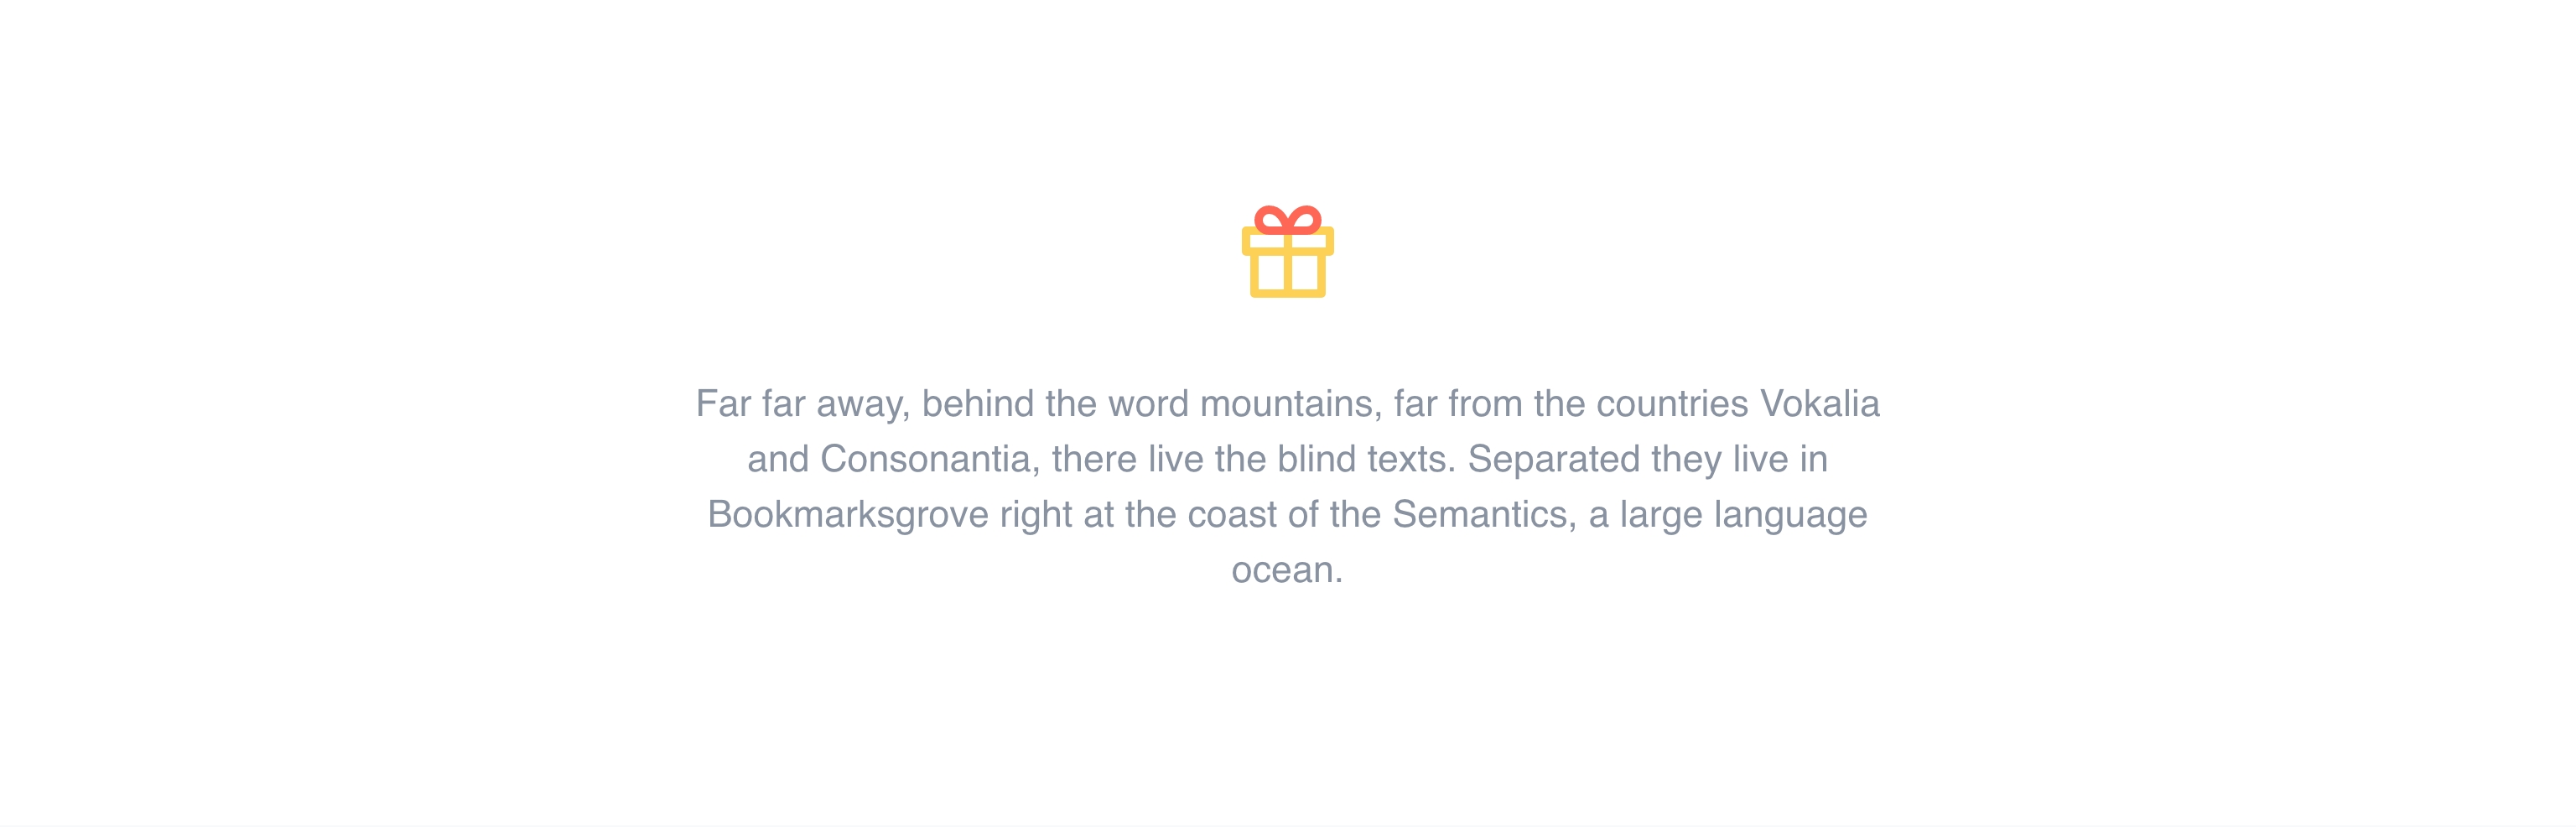 Far far away, behind the word mountains, far from the countries Vokalia
and Consonantia, there live the blind texts. Separated they live in
Bookmarksgrove right at the coast of the Semantics, a large language
ocean.